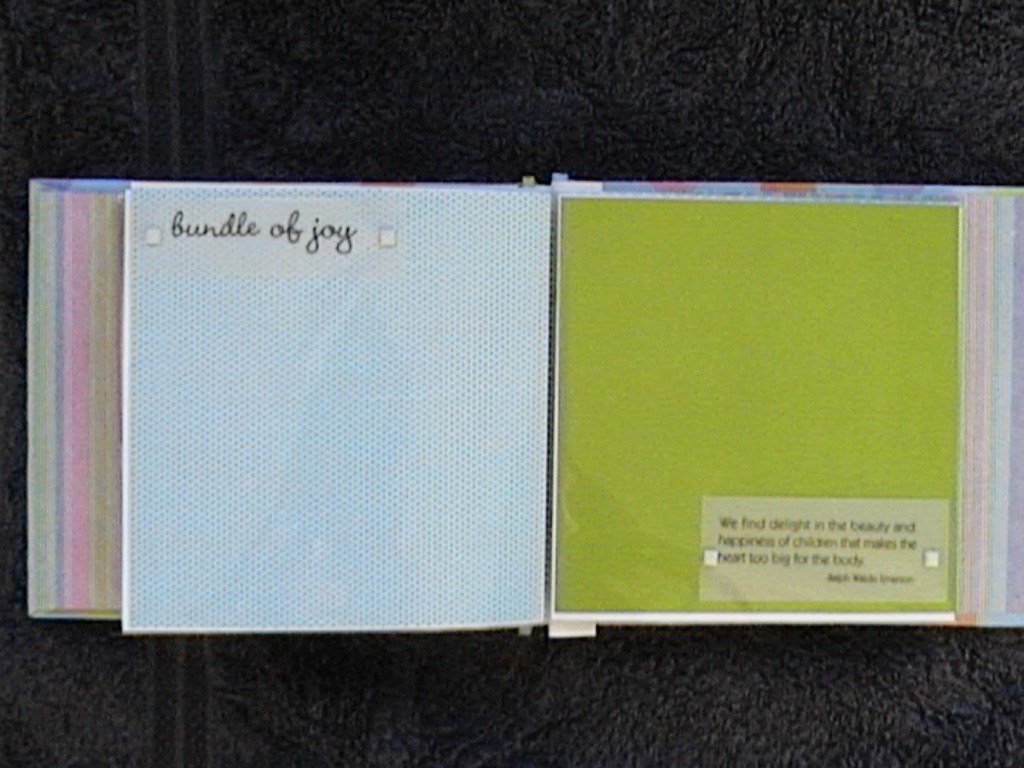 bundle of joy
We find delight in the beauty and
happiness of children that makes the
heart too big for the body.
Ralph Waldo Emerson